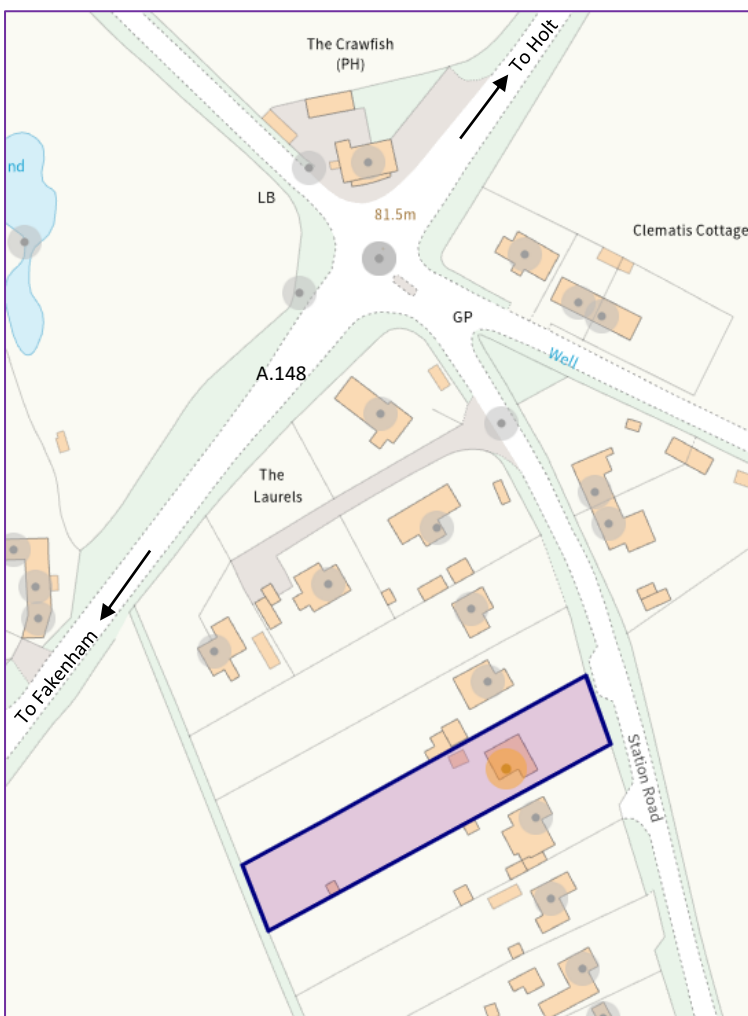 The Crawfish
(PH)
To Holt
nd
LB
81.5m
Clematis Cottage
GP
Well
A.148
The
Laurels
To Fakenham
Station Road